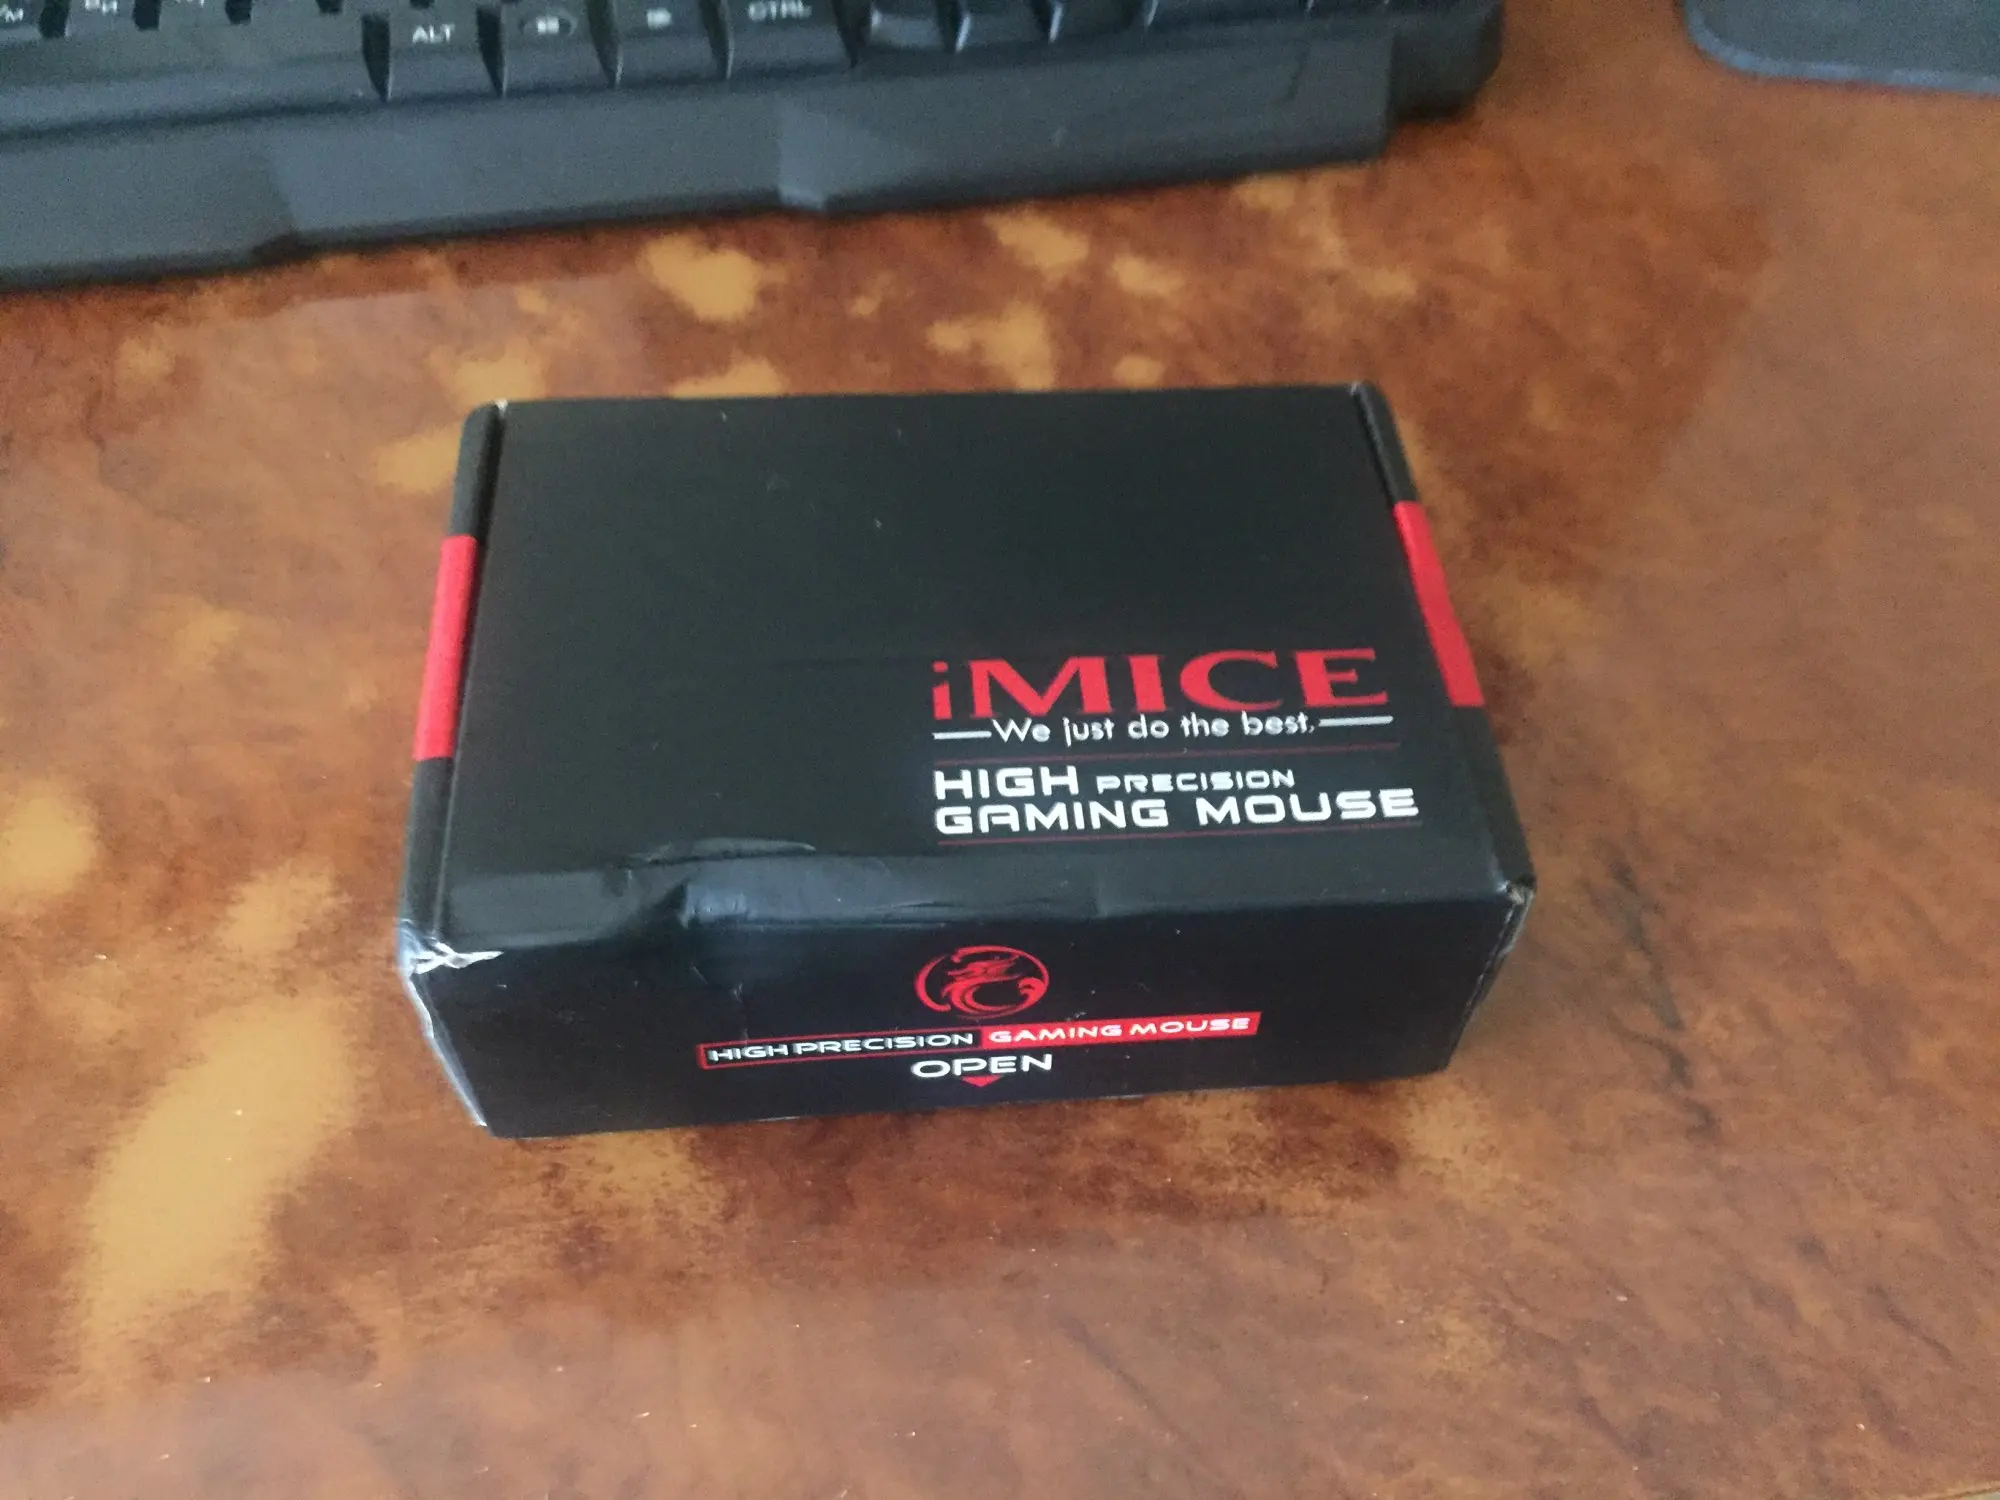 ALT
CTRL
iMICE
We just do the best.
HIGH PRECISION
GAMING MOUSE
HIGH PRECISION GAMING MOUSE
OPEN